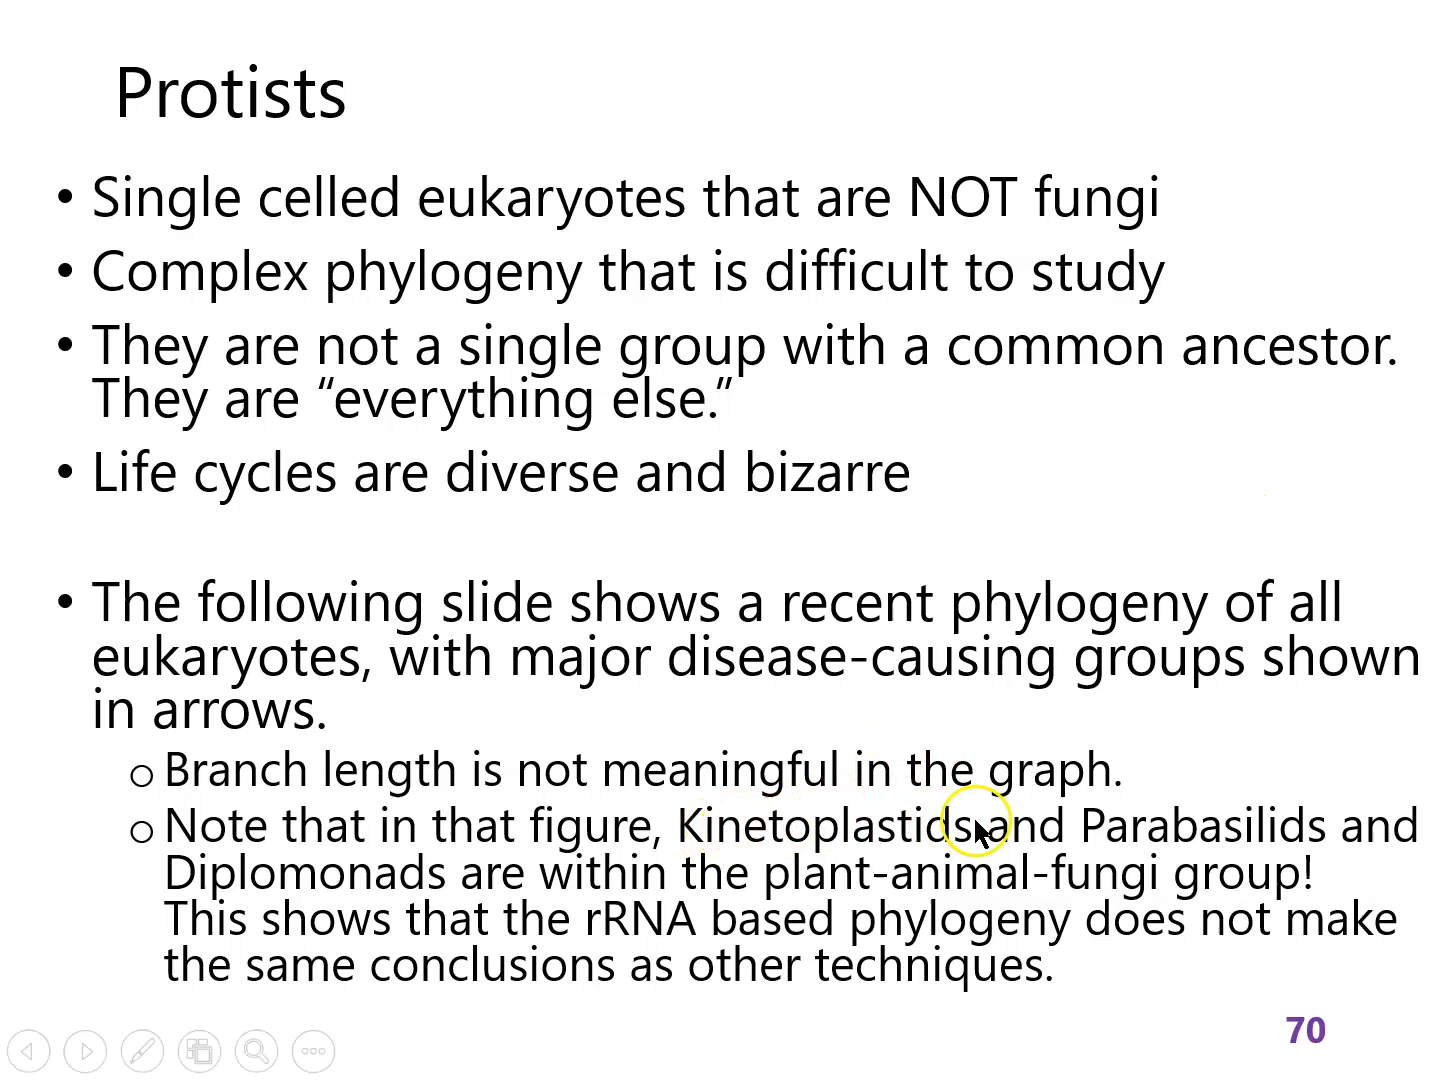 Protists
• Single celled eukaryotes that are NOT fungi
• Complex phylogeny that is difficult to study
• They are not a single group with a common ancestor.
They are “everything else.”
• Life cycles are diverse and bizarre
• The following slide shows a recent phylogeny of all
eukaryotes, with major disease-causing groups shown
in arrows.
o Branch length is not meaningful in the graph.
o Note that in that figure, Kinetoplastids and Parabasilids and
Diplomonads are within the plant-animal-fungi group!
This shows that the rRNA based phylogeny does not make
the same conclusions as other techniques.
70